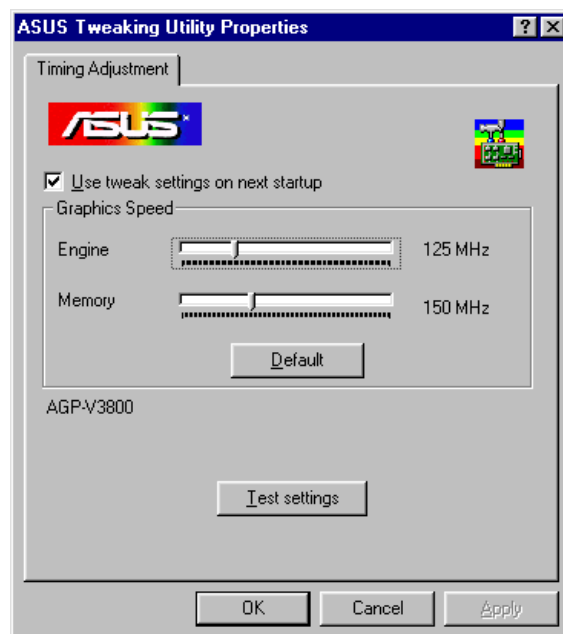 ASUS Tweaking Utility Properties
Timing Adjustment
ASUS
Use tweak settings on next startup
Graphics Speed
Engine 125 MHz
Memory 150 MHz
Default
AGP-V3800
Test settings
OK Cancel Apply